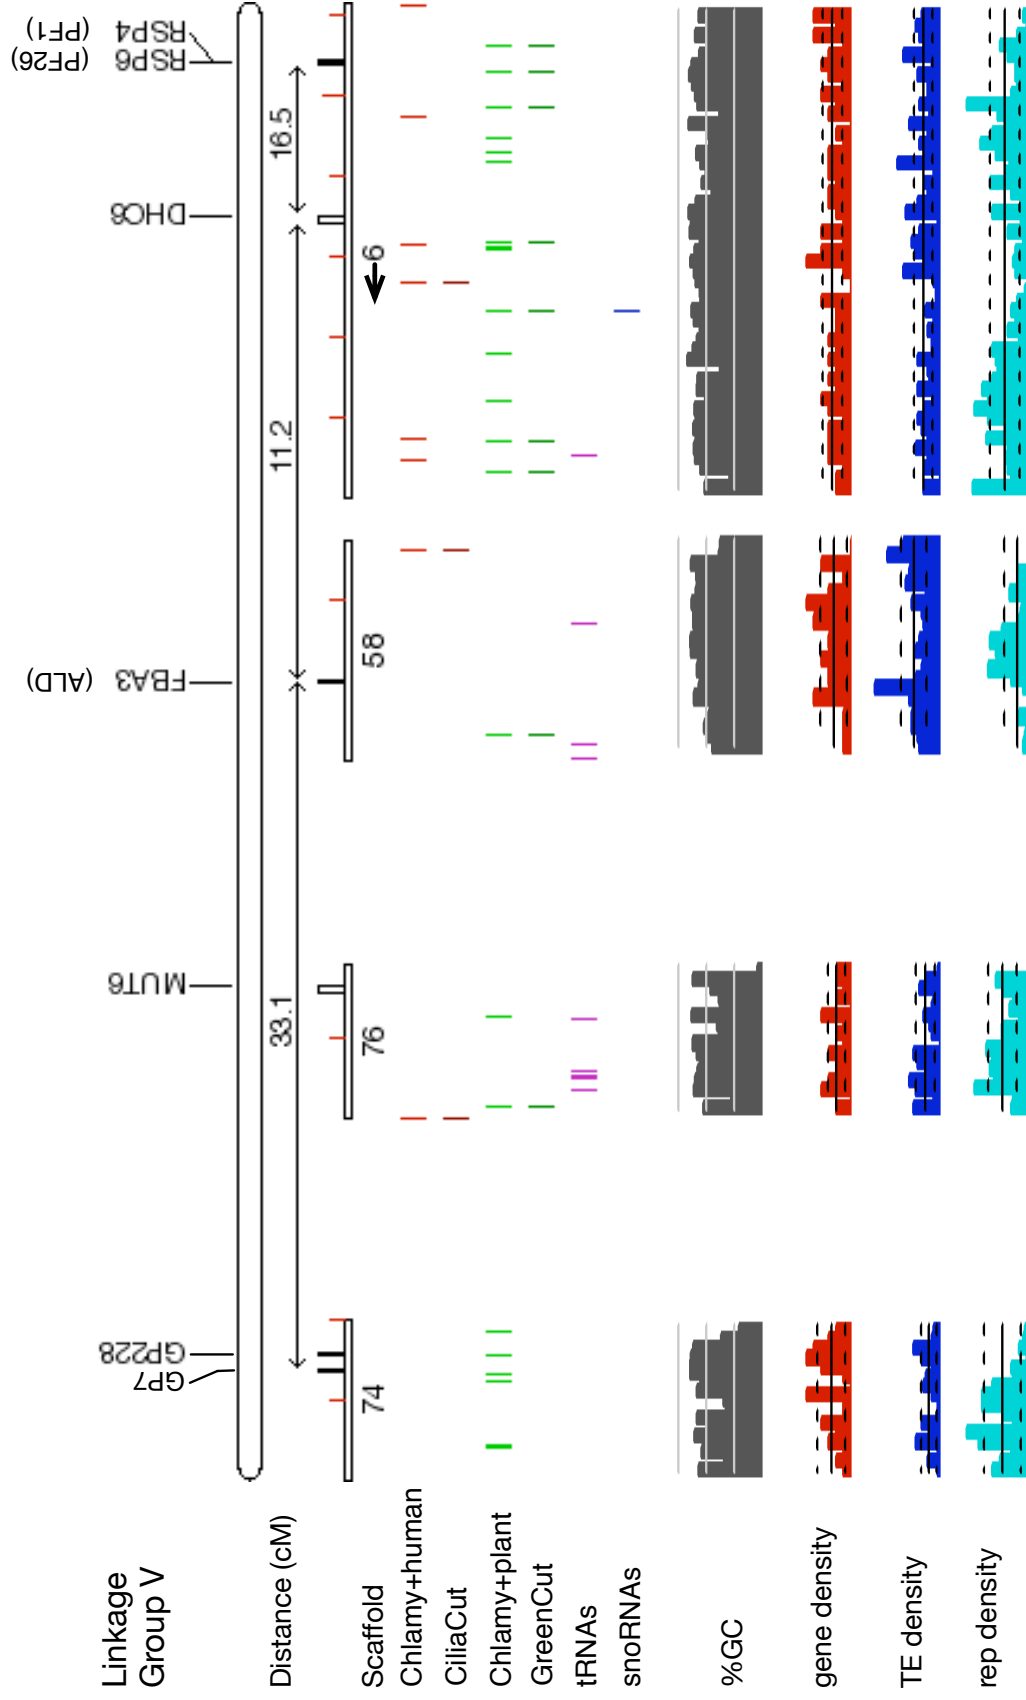 Linkage
Group V
GP7
GP228
MUT6
FBA3
(ALD)
DHC8
RSP6
(PF26)
RSP4
(PF1)
Distance (cM)
33.1
11.2
16.5
Scaffold
74
76
58
6
Chlamy+human
CiliaCut
Chlamy+plant
GreenCut
tRNAs
snoRNAs
%GC
gene density
TE density
rep density